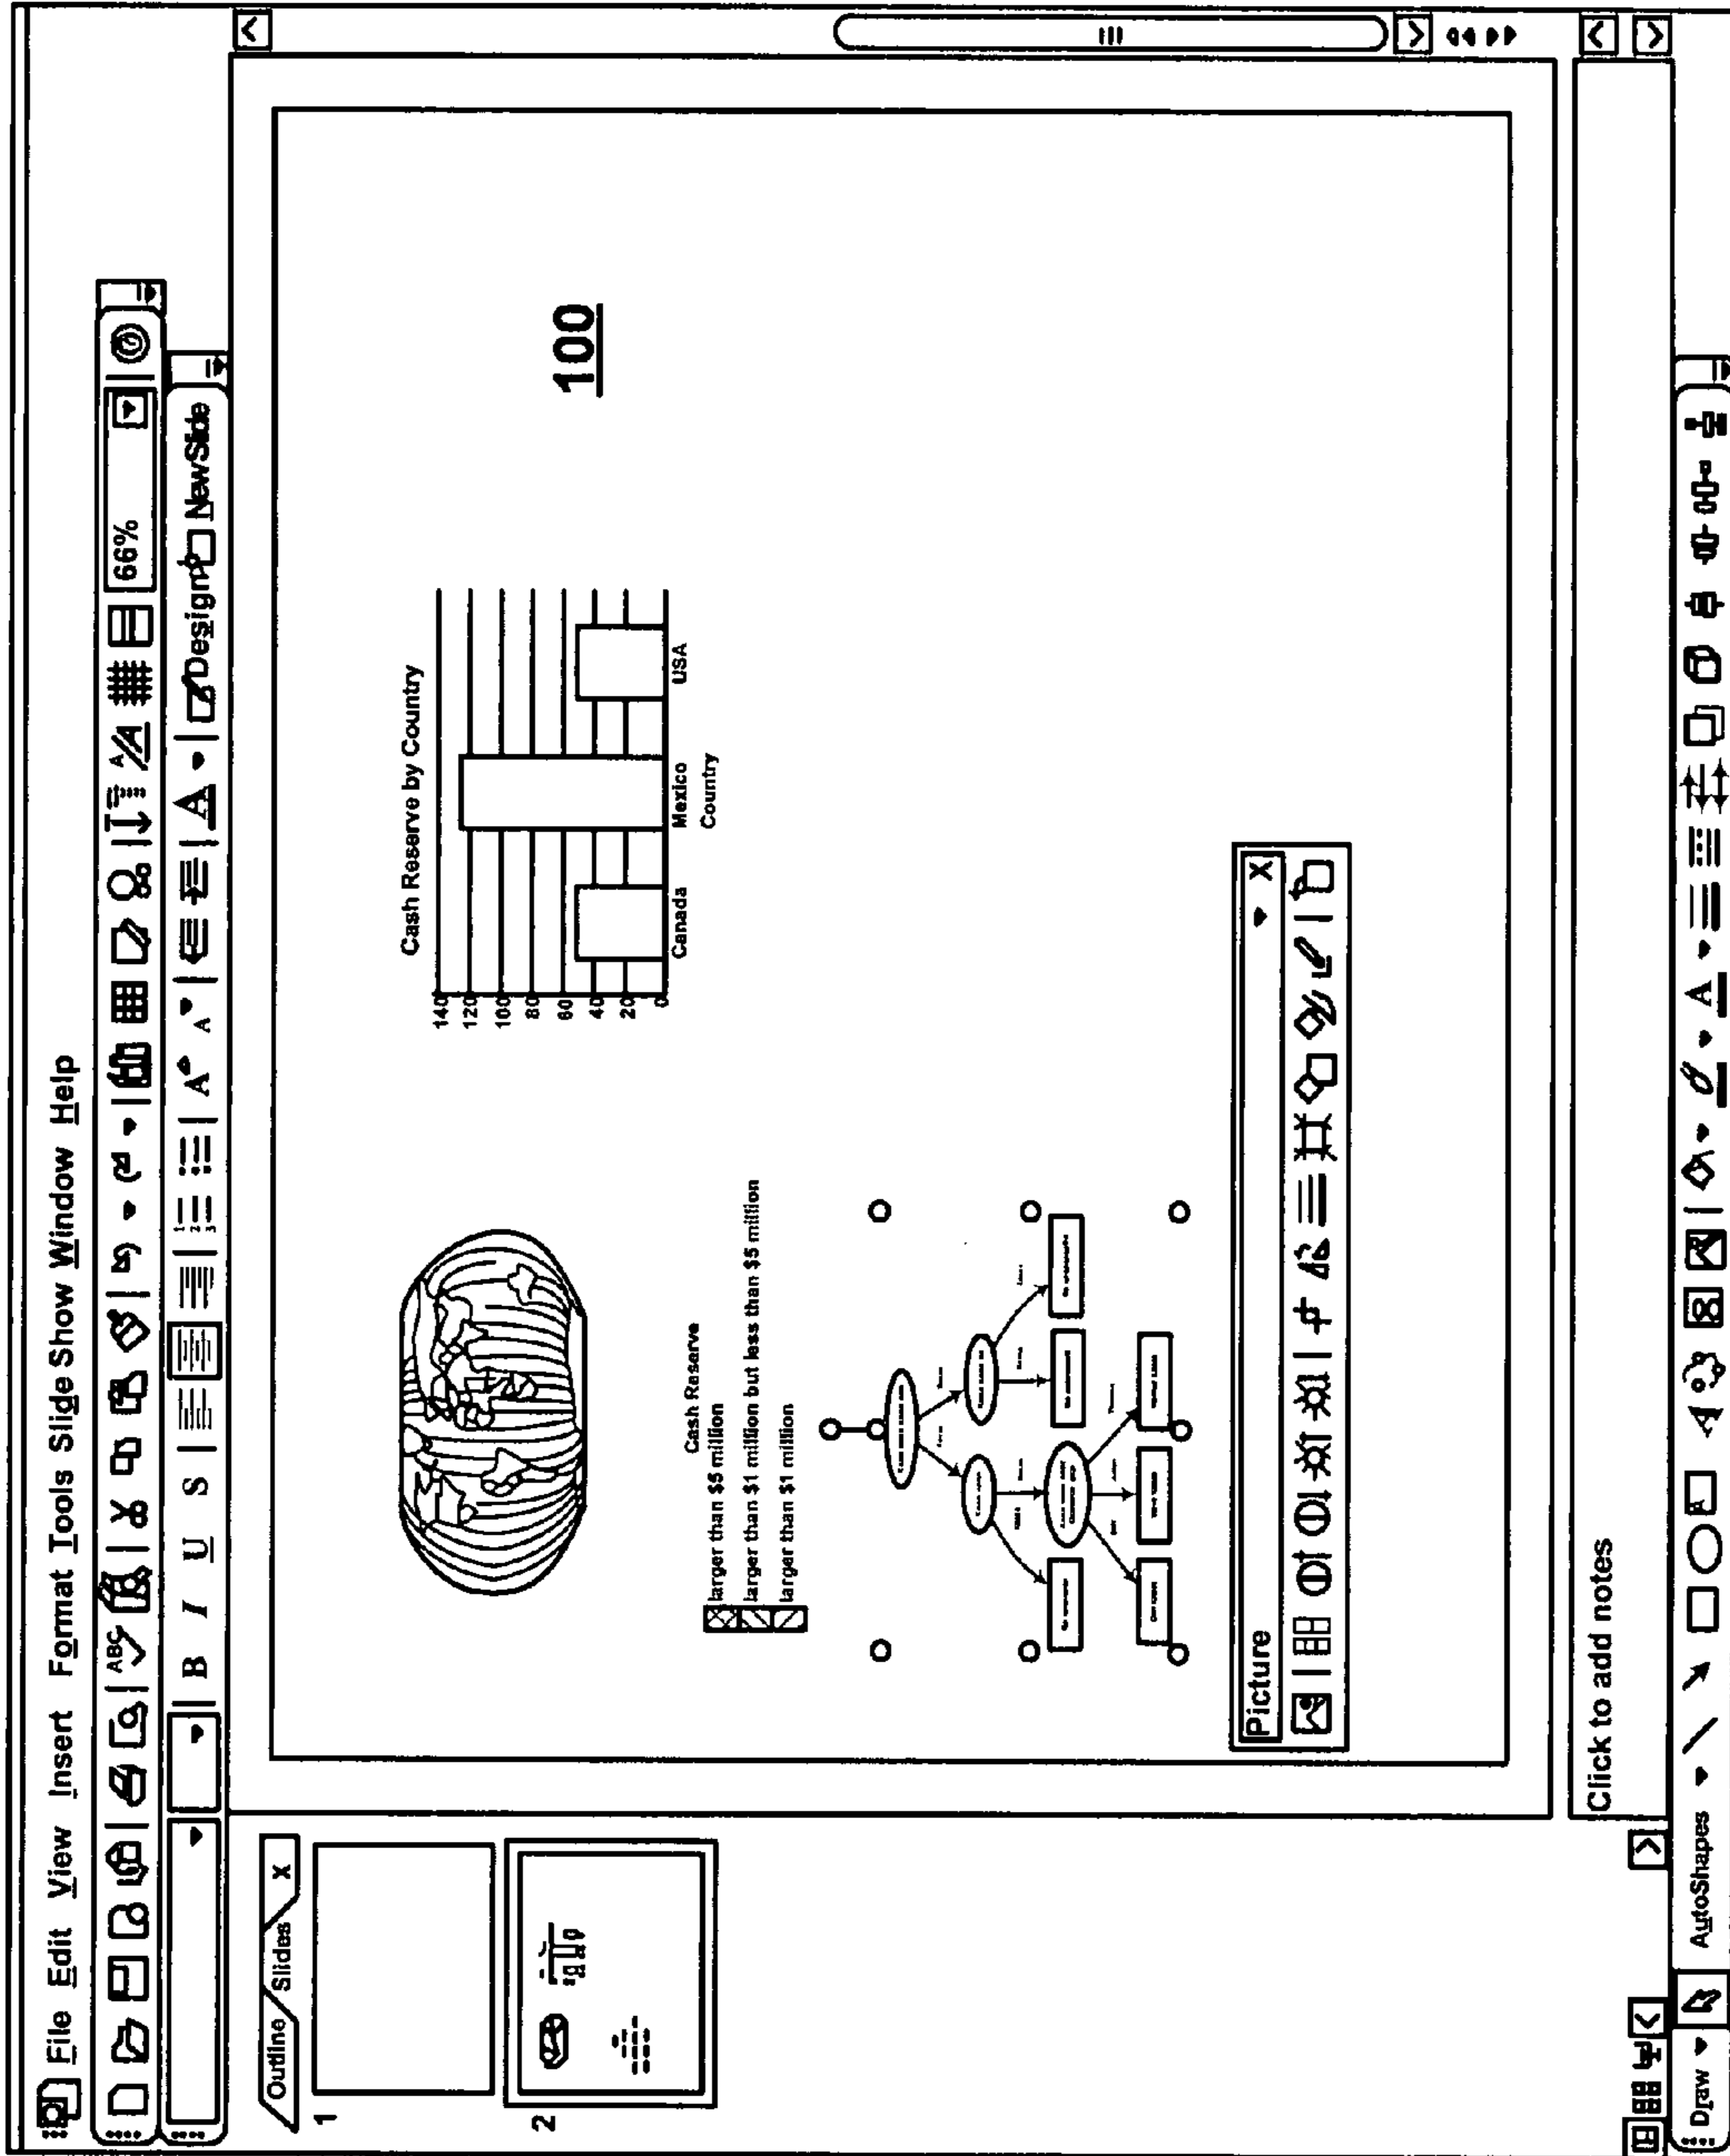 File Edit View Insert Format Tools Slide Show Window Help
ABC 66%
B I U S A A A Design New Slide
Outline Slides X
1
2
Cash Reserve by Country
140
120
100
80
60
40
20
0
Canada Mexico USA
Country
100
Cash Reserve
larger than $5 million
larger than $1 million but less than $5 million
larger than $1 million
Picture X
Click to add notes
Draw AutoShapes A A